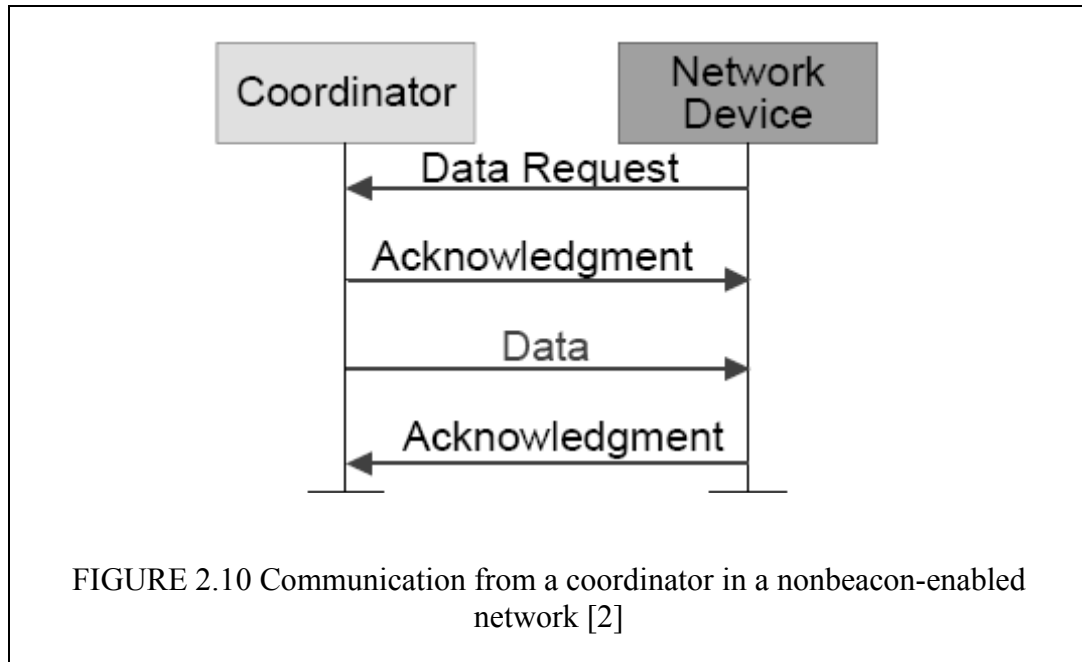 Coordinator
Network
Device
Data Request
Acknowledgment
Data
Acknowledgment
FIGURE 2.10 Communication from a coordinator in a nonbeacon-enabled
network [2]